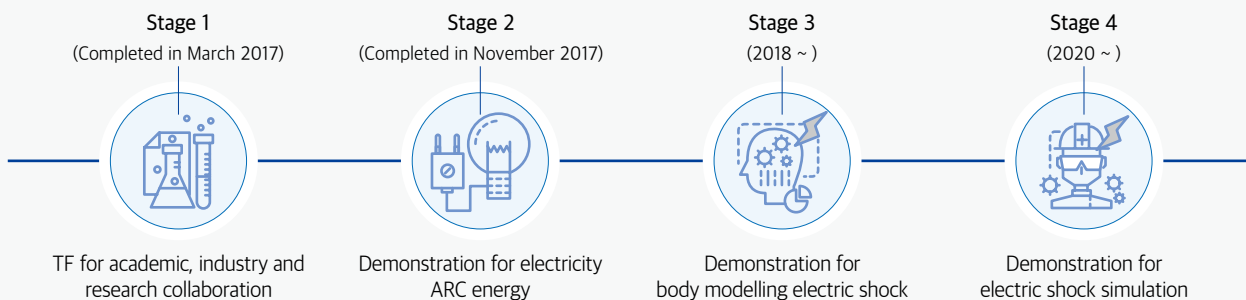 Stage 1
(Completed in March 2017)
TF for academic, industry and
research collaboration
Stage 2
(Completed in November 2017)
Demonstration for electricity
ARC energy
Stage 3
(2018 ~ )
Demonstration for
body modelling electric shock
Stage 4
(2020 ~ )
Demonstration for
electric shock simulation